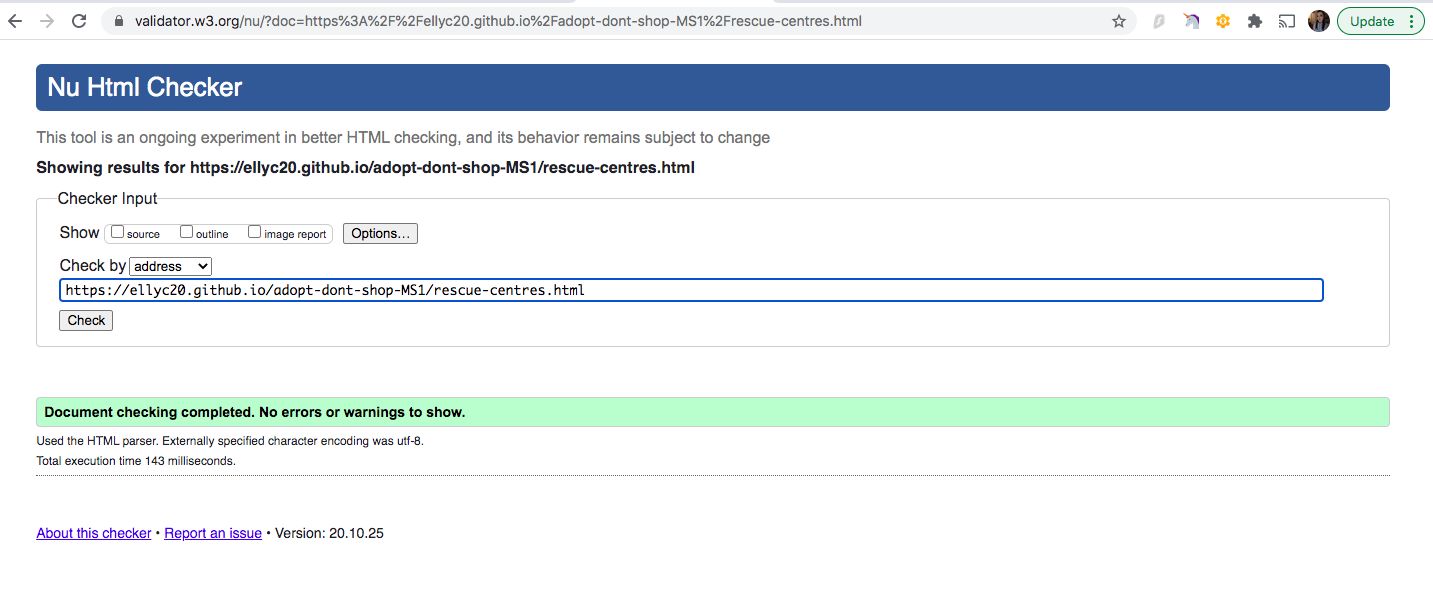 validator.w3.org/nu/?doc=https%3A%2F%2Fellyc20.github.io%2Fadopt-dont-shop-MS1%2Frescue-centres.html
Update
Nu Html Checker
This tool is an ongoing experiment in better HTML checking, and its behavior remains subject to change
Showing results for https://ellyc20.github.io/adopt-dont-shop-MS1/rescue-centres.html
Checker Input
Show source outline image report Options...
Check by address
https://ellyc20.github.io/adopt-dont-shop-MS1/rescue-centres.html
Check
Document checking completed. No errors or warnings to show.
Used the HTML parser. Externally specified character encoding was utf-8.
Total execution time 143 milliseconds.
About this checker • Report an issue • Version: 20.10.25